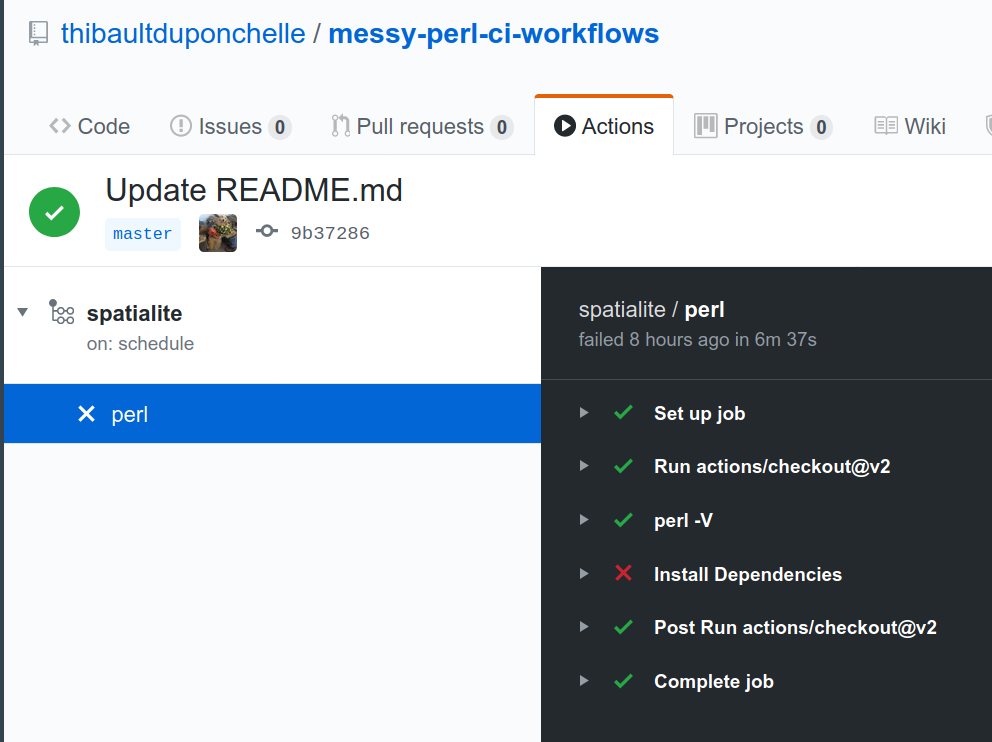 thibaultduponchelle / messy-perl-ci-workflows
Code Issues 0 Pull requests 0 Actions Projects 0 Wiki
Update README.md
master 9b37286
spatialite
on: schedule
perl
spatialite / perl
failed 8 hours ago in 6m 37s
Set up job
Run actions/checkout@v2
perl -V
Install Dependencies
Post Run actions/checkout@v2
Complete job